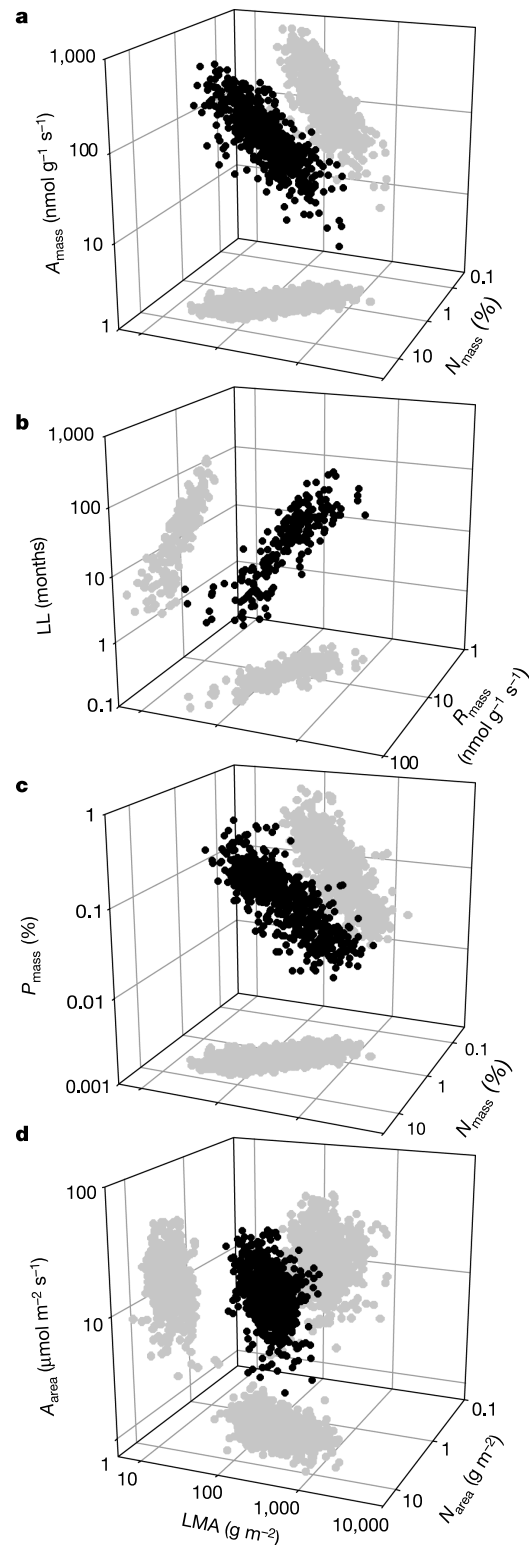 a
1,000
100
10
1
A_mass (nmol g⁻¹ s⁻¹)
0.1
1
10
N_mass (%)
b
1,000
100
10
1
0.1
LL (months)
1
10
100
R_mass
(nmol g⁻¹ s⁻¹)
c
1
0.1
0.01
0.001
P_mass (%)
0.1
1
10
N_mass (%)
d
100
10
1
A_area (µmol m⁻² s⁻¹)
0.1
1
10
N_area (g m⁻²)
10
100
1,000
10,000
LMA (g m⁻²)